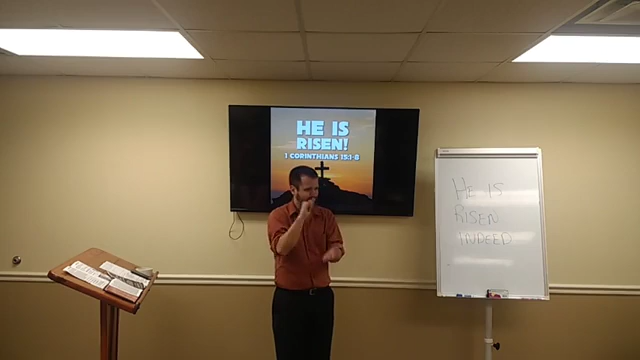 HE IS
RISEN!
1 CORINTHIANS 15:1-8
HE IS
RISEN
INDEED